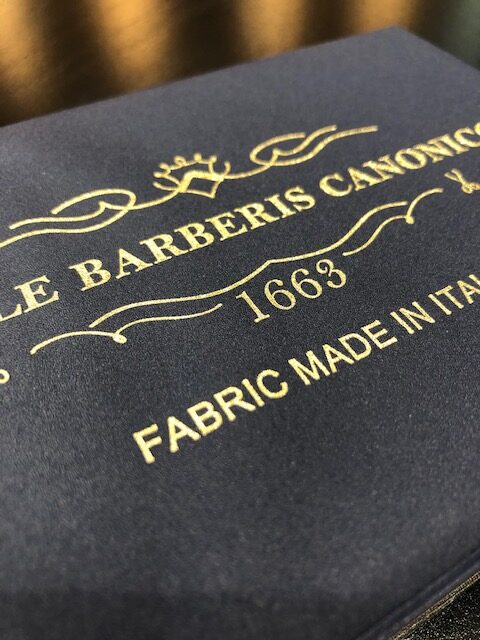 LE BARBERIS CANONICO
1663
FABRIC MADE IN ITAL